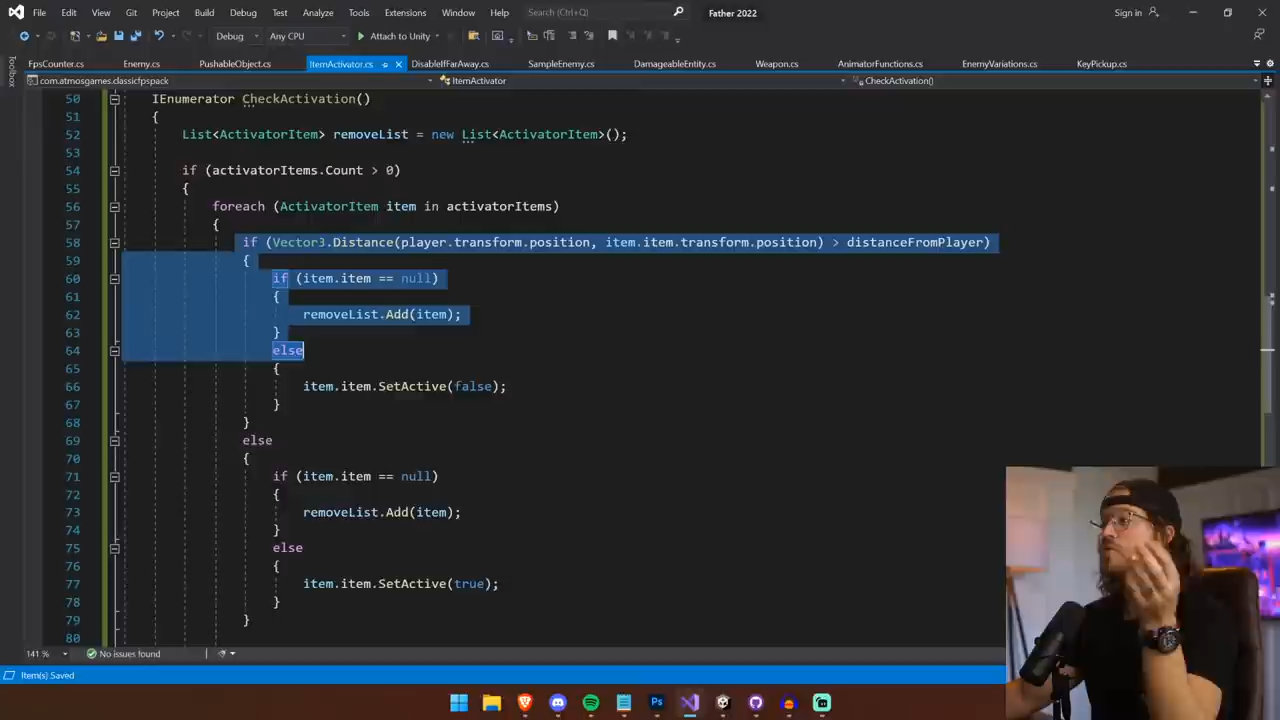 File Edit View Git Project Build Debug Test Analyze Tools Extensions Window Help Search (Ctrl+Q) Father 2022 Sign in
Debug Any CPU Attach to Unity
Toolbox
FpsCounter.cs Enemy.cs PushableObject.cs ItemActivator.cs DisableIfFarAway.cs SampleEnemy.cs DamageableEntity.cs Weapon.cs AnimatorFunctions.cs EnemyVariations.cs KeyPickup.cs
com.atmosgames.classicfpspack ItemActivator CheckActivation()
50 IEnumerator CheckActivation()
51 {
52 List<ActivatorItem> removeList = new List<ActivatorItem>();
53
54 if (activatorItems.Count > 0)
55 {
56 foreach (ActivatorItem item in activatorItems)
57 {
58 if (Vector3.Distance(player.transform.position, item.item.transform.position) > distanceFromPlayer)
59 {
60 if (item.item == null)
61 {
62 removeList.Add(item);
63 }
64 else
65 {
66 item.item.SetActive(false);
67 }
68 }
69 else
70 {
71 if (item.item == null)
72 {
73 removeList.Add(item);
74 }
75 else
76 {
77 item.item.SetActive(true);
78 }
79 }
80
141 % No issues found
Item(s) Saved